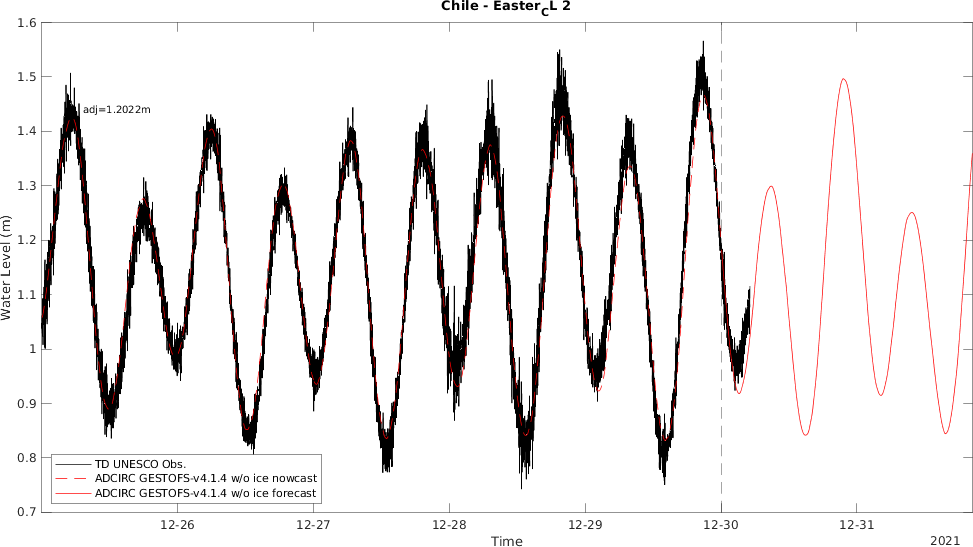 Chile - Easter_CL 2
1.6
1.5
1.4
1.3
1.2
1.1
1
0.9
0.8
0.7
Water Level (m)
adj=1.2022m
TD UNESCO Obs.
ADCIRC GESTOFS-v4.1.4 w/o ice nowcast
ADCIRC GESTOFS-v4.1.4 w/o ice forecast
12-26 12-27 12-28 12-29 12-30 12-31
Time
2021